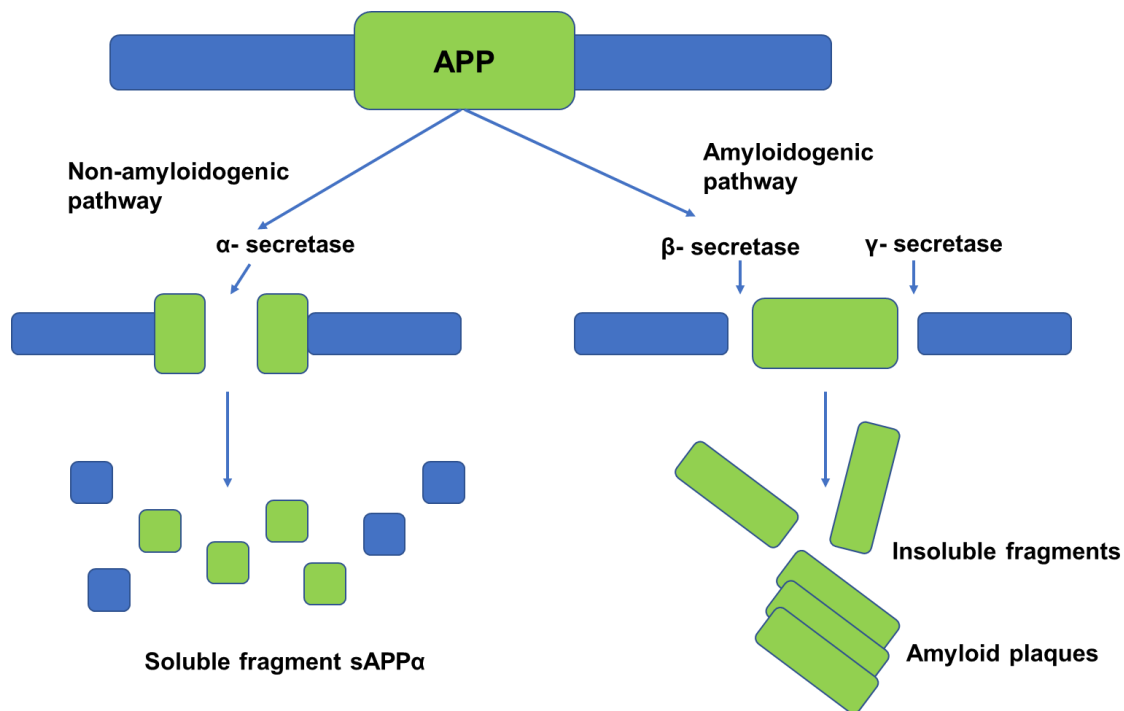 APP
Non-amyloidogenic
pathway
Amyloidogenic
pathway
α- secretase
β- secretase
γ- secretase
Insoluble fragments
Soluble fragment sAPPα
Amyloid plaques